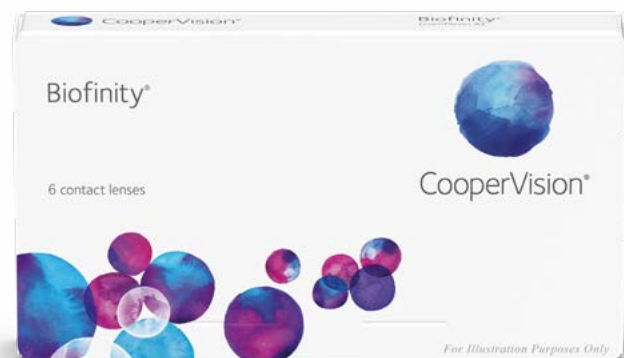 CooperVision®
Biofinity®
Biofinity®
CooperVision®
6 contact lenses
For Illustration Purposes Only